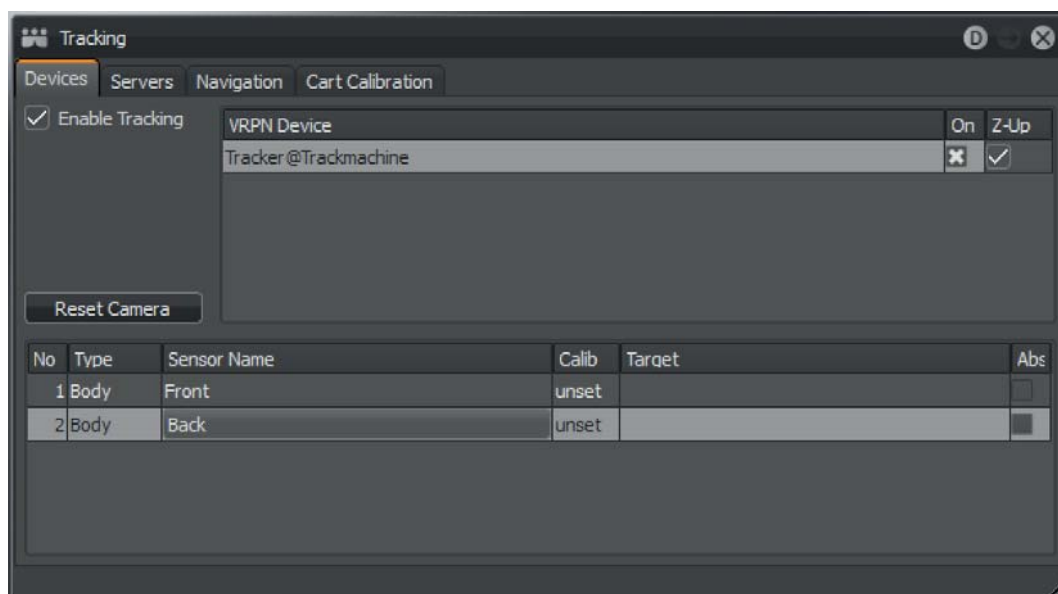 Tracking D
Devices Servers Navigation Cart Calibration
Enable Tracking
VRPN Device On Z-Up
Tracker@Trackmachine
Reset Camera
No Type Sensor Name Calib Target Abs
1 Body Front unset
2 Body Back unset